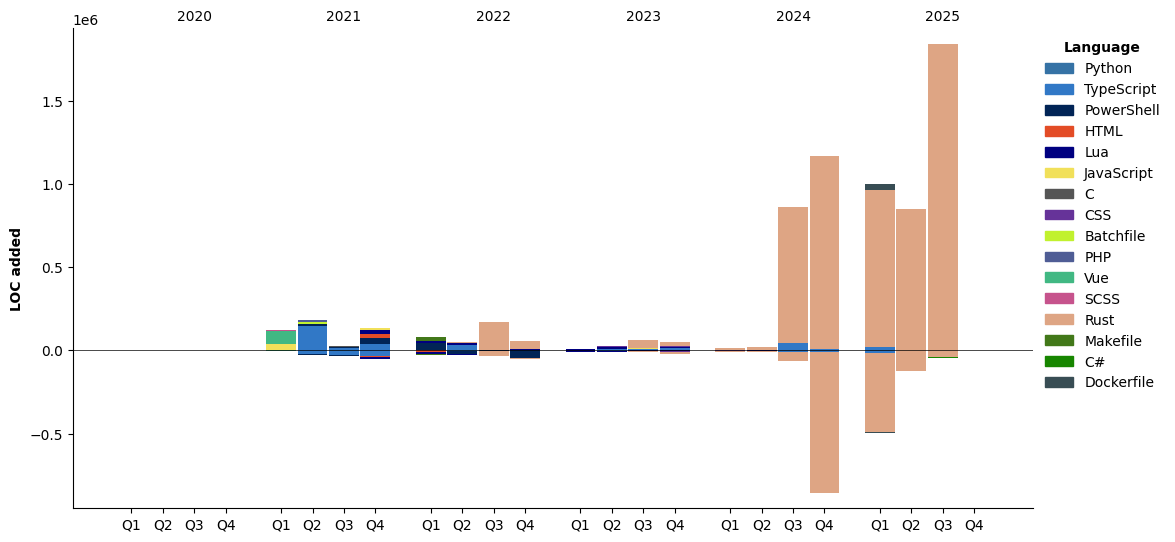 1e6
2020 2021 2022 2023 2024 2025
LOC added
1.5
1.0
0.5
0.0
−0.5
Q1 Q2 Q3 Q4 Q1 Q2 Q3 Q4 Q1 Q2 Q3 Q4 Q1 Q2 Q3 Q4 Q1 Q2 Q3 Q4 Q1 Q2 Q3 Q4
Language
Python
TypeScript
PowerShell
HTML
Lua
JavaScript
C
CSS
Batchfile
PHP
Vue
SCSS
Rust
Makefile
C#
Dockerfile